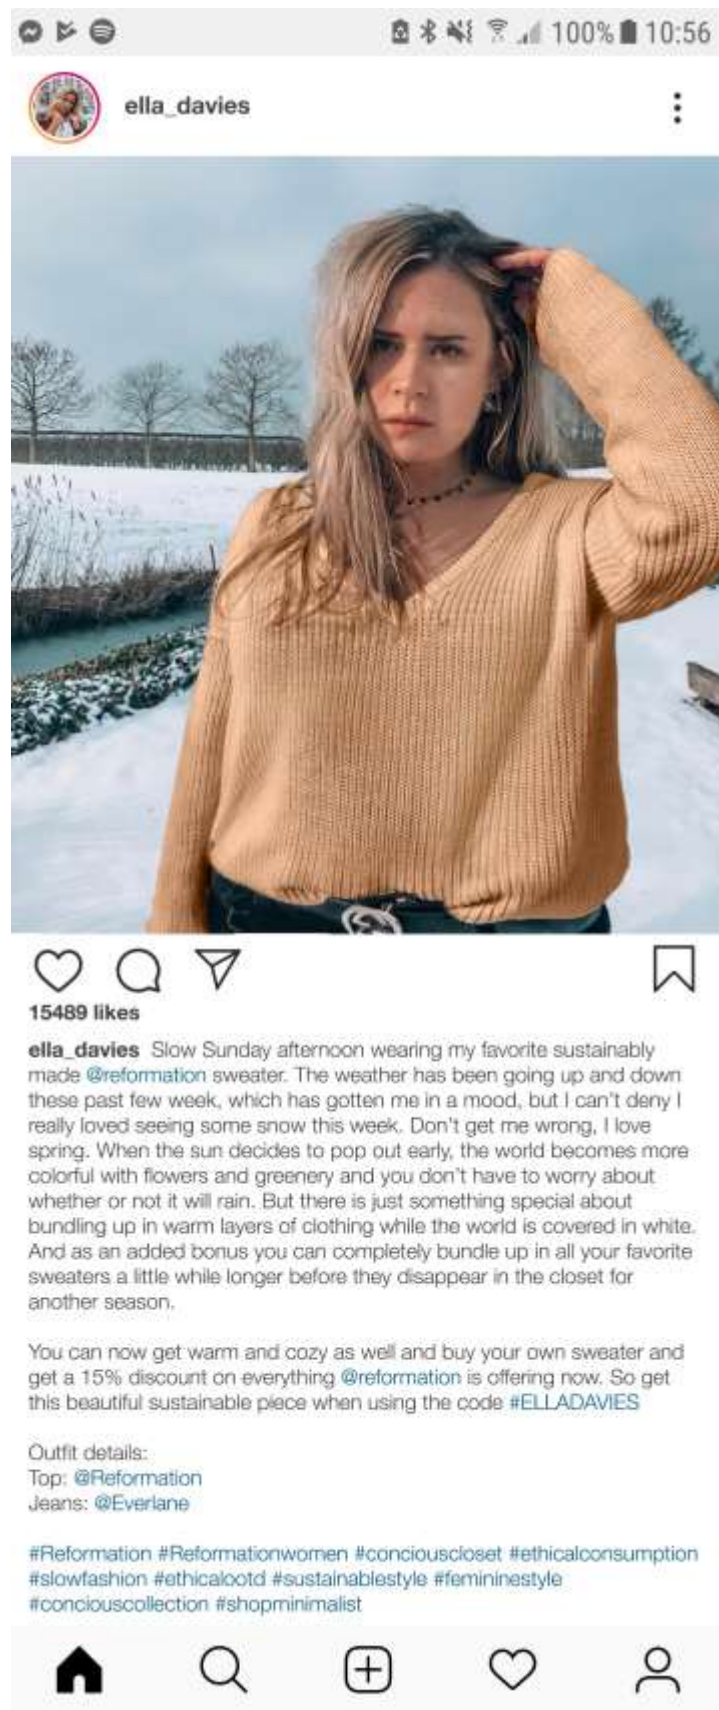 100% 10:56
ella_davies
15489 likes
ella_davies Slow Sunday afternoon wearing my favorite sustainably
made @reformation sweater. The weather has been going up and down
these past few week, which has gotten me in a mood, but I can't deny I
really loved seeing some snow this week. Don't get me wrong, I love
spring. When the sun decides to pop out early, the world becomes more
colorful with flowers and greenery and you don't have to worry about
whether or not it will rain. But there is just something special about
bundling up in warm layers of clothing while the world is covered in white.
And as an added bonus you can completely bundle up in all your favorite
sweaters a little while longer before they disappear in the closet for
another season.
You can now get warm and cozy as well and buy your own sweater and
get a 15% discount on everything @reformation is offering now. So get
this beautiful sustainable piece when using the code #ELLADAVIES
Outfit details:
Top: @Reformation
Jeans: @Everlane
#Reformation #Reformationwomen #conciouscloset #ethicalconsumption
#slowfashion #ethicalootd #sustainablestyle #femininestyle
#conciouscollection #shopminimalist